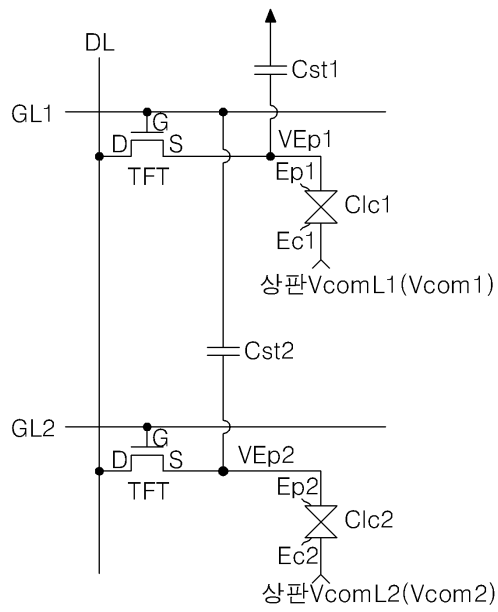 DL
Cst1
GL1
G
D S VEp1
TFT Ep1
Clc1
Ec1
상판VcomL1(Vcom1)
Cst2
GL2
G
D S VEp2
TFT Ep2
Clc2
Ec2
상판VcomL2(Vcom2)